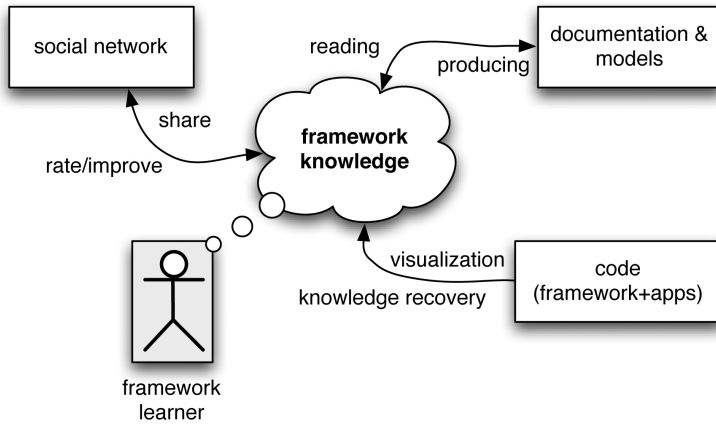 social network
reading
documentation &
models
producing
share
framework
knowledge
rate/improve
visualization
code
(framework+apps)
knowledge recovery
framework
learner